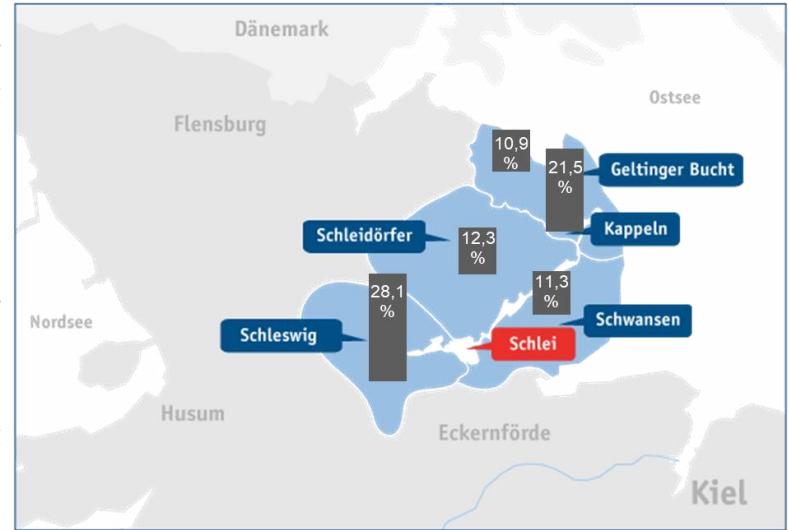 Dänemark
Ostsee
Flensburg
10,9
%
21,5
%
Geltinger Bucht
Schleidörfer
12,3
%
Kappeln
28,1
%
11,3
%
Nordsee
Schleswig
Schwansen
Schlei
Husum
Eckernförde
Kiel